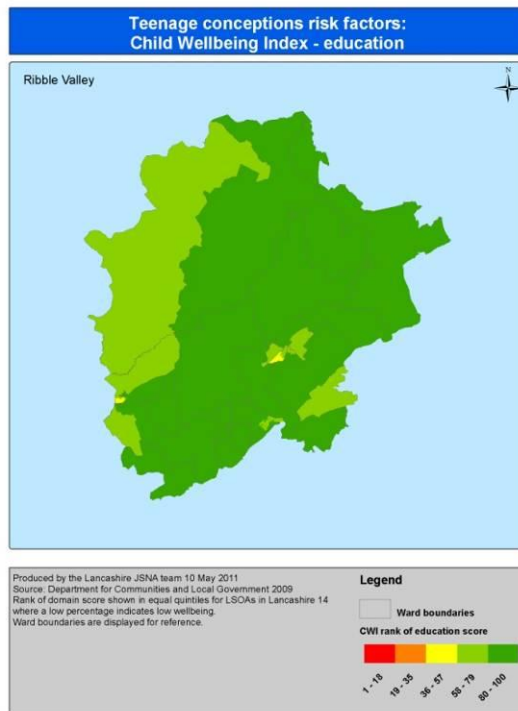 Teenage conceptions risk factors:
Child Wellbeing Index - education
Ribble Valley
N
Produced by the Lancashire JSNA team 10 May 2011
Source: Department for Communities and Local Government 2009
Rank of domain score shown in equal quintiles for LSOAs in Lancashire 14
where a low percentage indicates low wellbeing.
Ward boundaries are displayed for reference.
Legend
Ward boundaries
CWI rank of education score
1 - 18
19 - 35
36 - 57
58 - 79
80 - 100